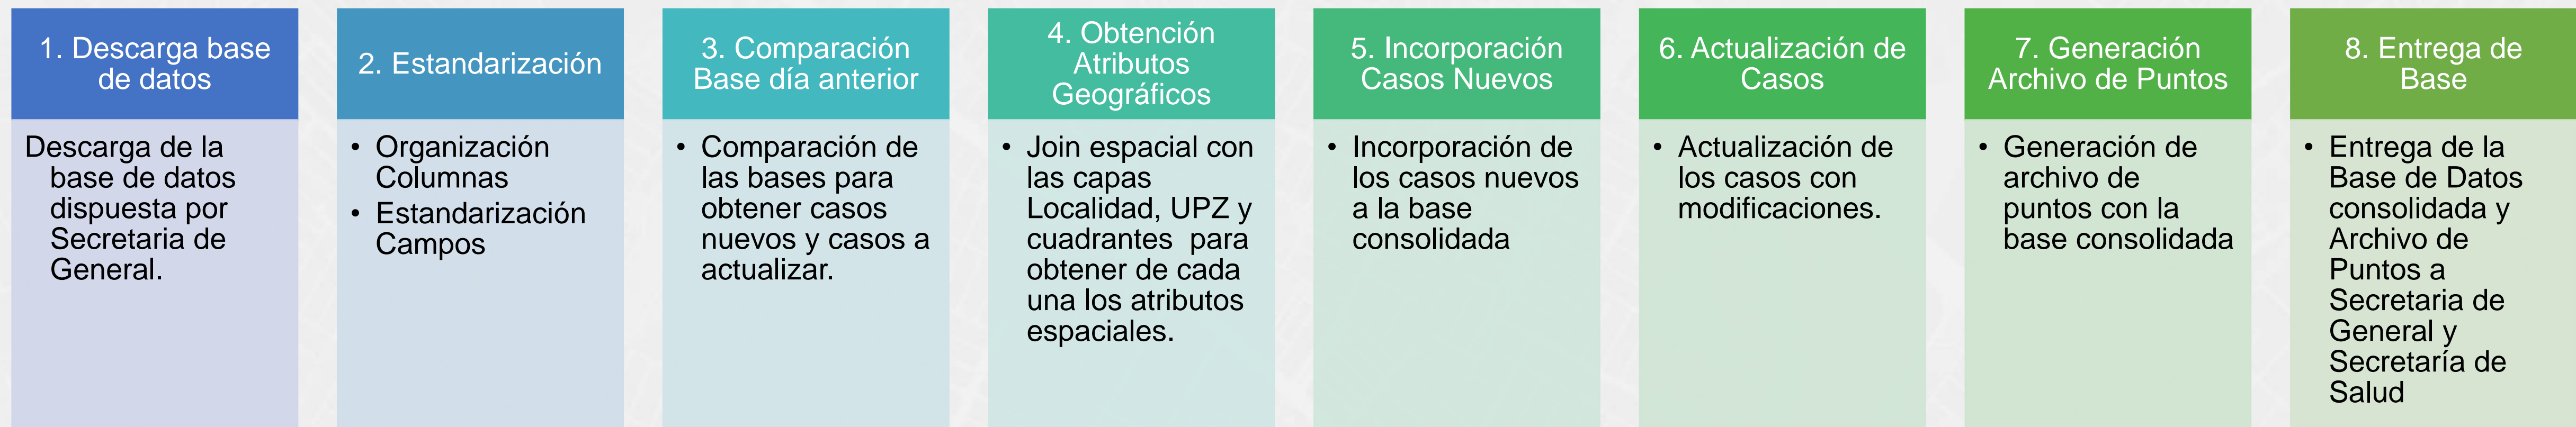 1. Descarga base
de datos
Descarga de la
base de datos
dispuesta por
Secretaria de
General.
2. Estandarización
• Organización
Columnas
• Estandarización
Campos
3. Comparación
Base día anterior
• Comparación de
las bases para
obtener casos
nuevos y casos a
actualizar.
4. Obtención
Atributos
Geográficos
• Join espacial con
las capas
Localidad, UPZ y
cuadrantes  para
obtener de cada
una los atributos
espaciales.
5. Incorporación
Casos Nuevos
• Incorporación de
los casos nuevos
a la base
consolidada
6. Actualización de
Casos
• Actualización de
los casos con
modificaciones.
7. Generación
Archivo de Puntos
• Generación de
archivo de
puntos con la
base consolidada
8. Entrega de
Base
• Entrega de la
Base de Datos
consolidada y
Archivo de
Puntos a
Secretaria de
General y
Secretaría de
Salud